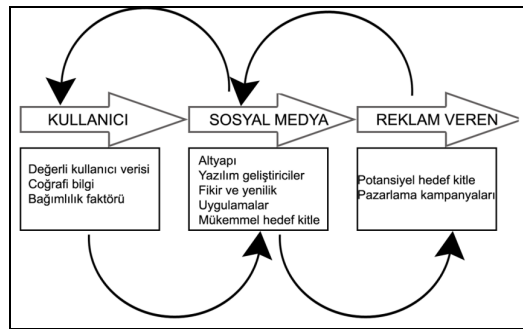 KULLANICI
Değerli kullanıcı verisi
Coğrafi bilgi
Bağımlılık faktörü
SOSYAL MEDYA
Altyapı
Yazılım geliştiriciler
Fikir ve yenilik
Uygulamalar
Mükemmel hedef kitle
REKLAM VEREN
Potansiyel hedef kitle
Pazarlama kampanyaları